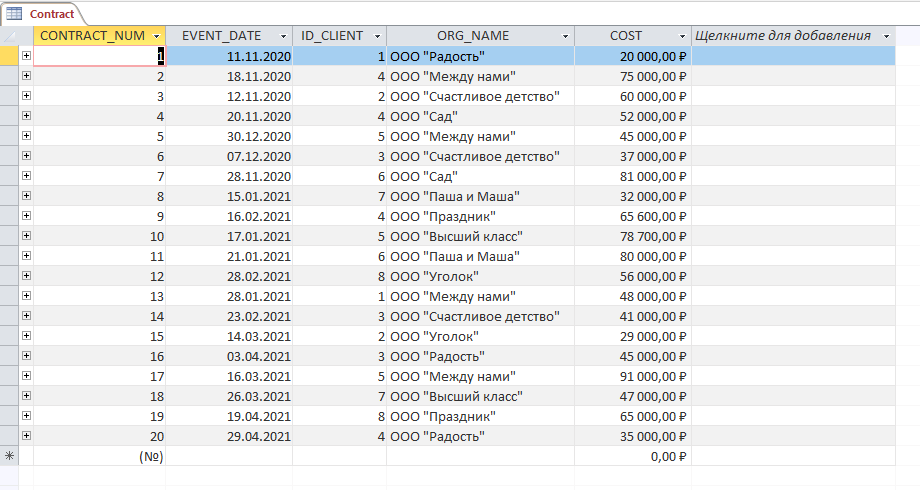 Contract
CONTRACT_NUM EVENT_DATE ID_CLIENT ORG_NAME COST Щелкните для добавления
1 11.11.2020 1 ООО "Радость" 20 000,00 ₽
2 18.11.2020 4 ООО "Между нами" 75 000,00 ₽
3 12.11.2020 2 ООО "Счастливое детство" 60 000,00 ₽
4 20.11.2020 4 ООО "Сад" 52 000,00 ₽
5 30.12.2020 5 ООО "Между нами" 45 000,00 ₽
6 07.12.2020 3 ООО "Счастливое детство" 37 000,00 ₽
7 28.11.2020 6 ООО "Сад" 81 000,00 ₽
8 15.01.2021 7 ООО "Паша и Маша" 32 000,00 ₽
9 16.02.2021 4 ООО "Праздник" 65 600,00 ₽
10 17.01.2021 5 ООО "Высший класс" 78 700,00 ₽
11 21.01.2021 6 ООО "Паша и Маша" 80 000,00 ₽
12 28.02.2021 8 ООО "Уголок" 56 000,00 ₽
13 28.01.2021 1 ООО "Между нами" 48 000,00 ₽
14 23.02.2021 3 ООО "Счастливое детство" 41 000,00 ₽
15 14.03.2021 2 ООО "Уголок" 29 000,00 ₽
16 03.04.2021 3 ООО "Радость" 45 000,00 ₽
17 16.03.2021 5 ООО "Между нами" 91 000,00 ₽
18 26.03.2021 7 ООО "Высший класс" 47 000,00 ₽
19 19.04.2021 8 ООО "Праздник" 65 000,00 ₽
20 29.04.2021 4 ООО "Радость" 35 000,00 ₽
(№) 0,00 ₽